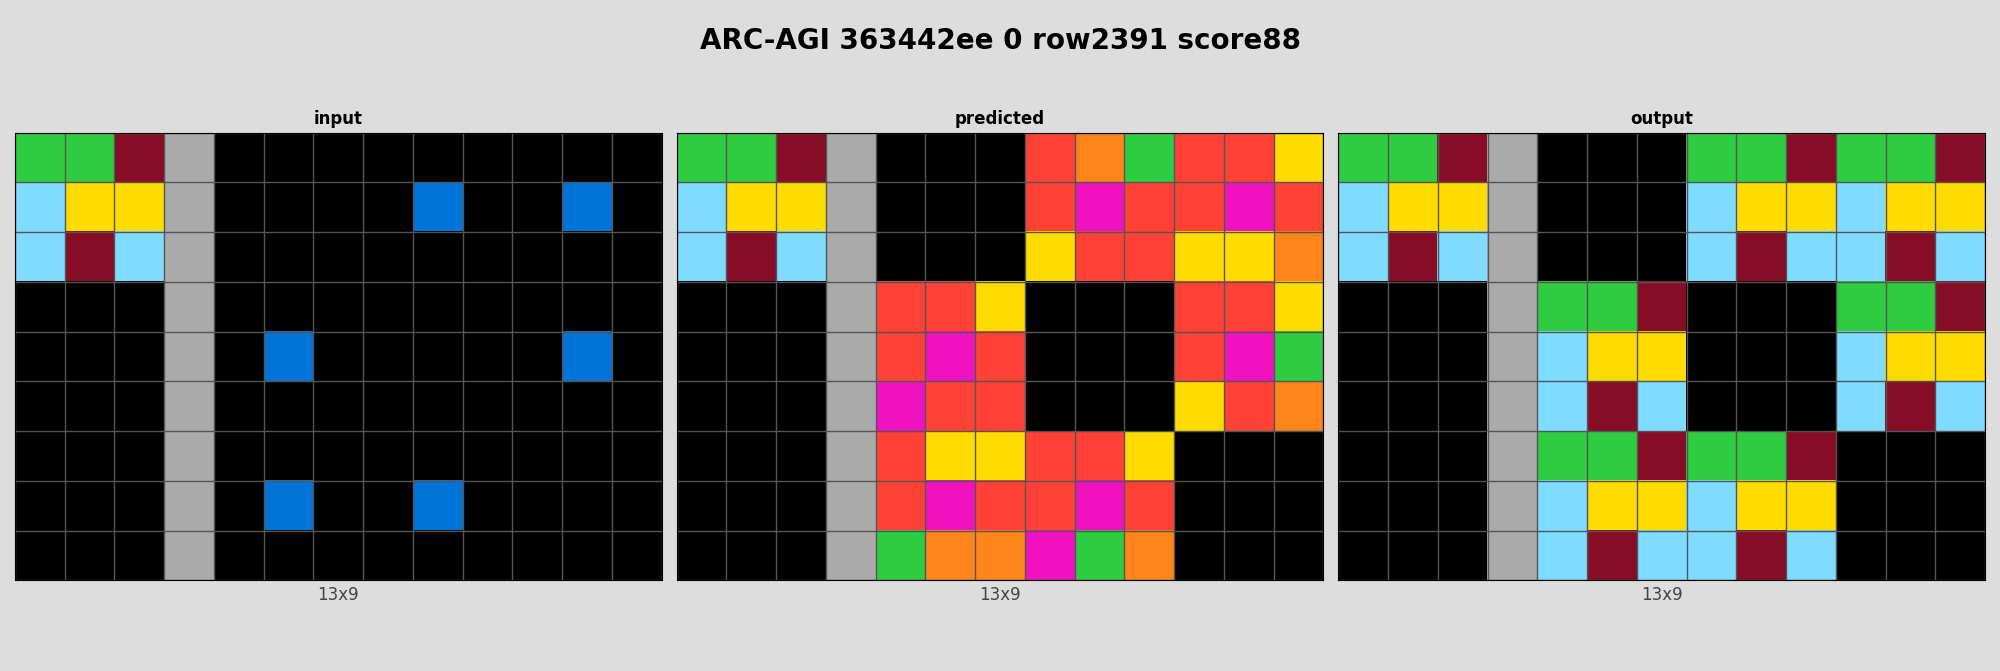 ARC-AGI 363442ee 0 row2391 score88
input
predicted
output
13x9
13x9
13x9